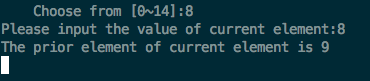 Choose from [0~14]:8
Please input the value of current element:8
The prior element of current element is 9